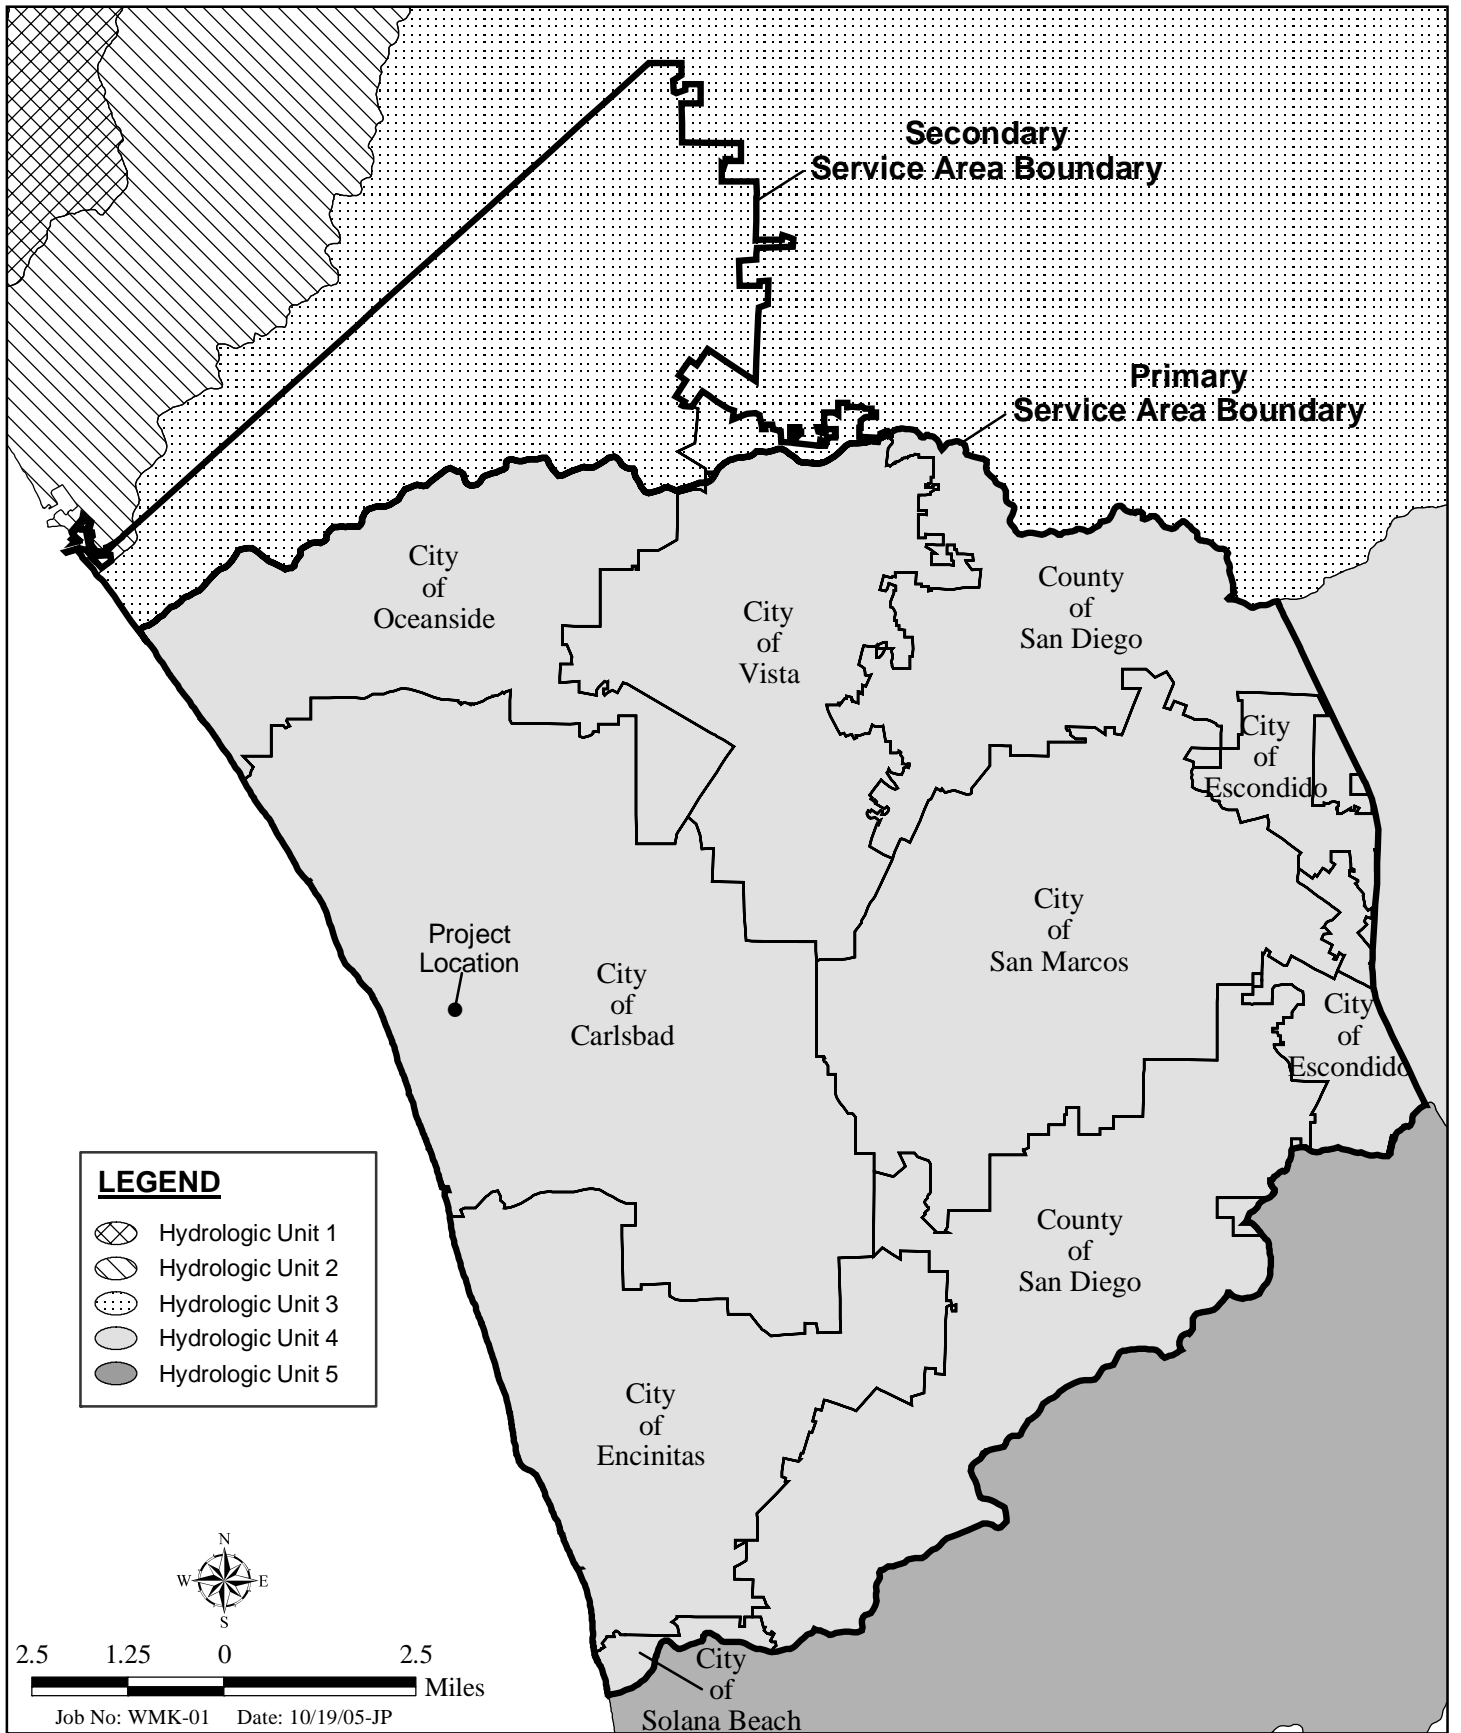 Secondary
Service Area Boundary
Primary
Service Area Boundary
City
of
Oceanside
City
of
Vista
County
of
San Diego
City
of
Escondido
City
of
San Marcos
Project
Location
City
of
Carlsbad
City
of
Escondido
LEGEND
Hydrologic Unit 1
Hydrologic Unit 2
Hydrologic Unit 3
Hydrologic Unit 4
Hydrologic Unit 5
County
of
San Diego
City
of
Encinitas
N
W E
S
City
of
Solana Beach
2.5 1.25 0 2.5
Miles
Job No: WMK-01 Date: 10/19/05-JP